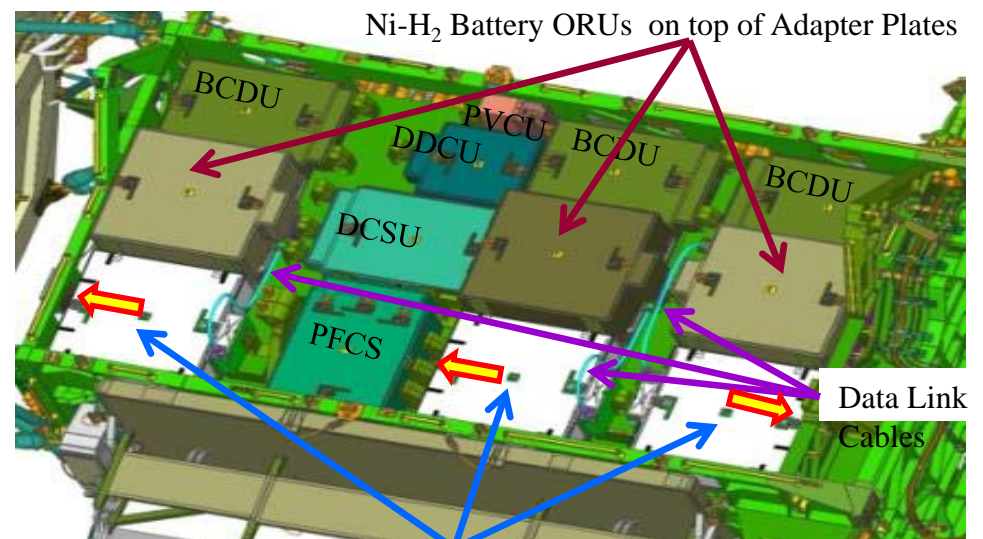 Ni-H₂ Battery ORUs on top of Adapter Plates
BCDU
PVCU
DDCU
BCDU
BCDU
DCSU
PFCS
Data Link
Cables